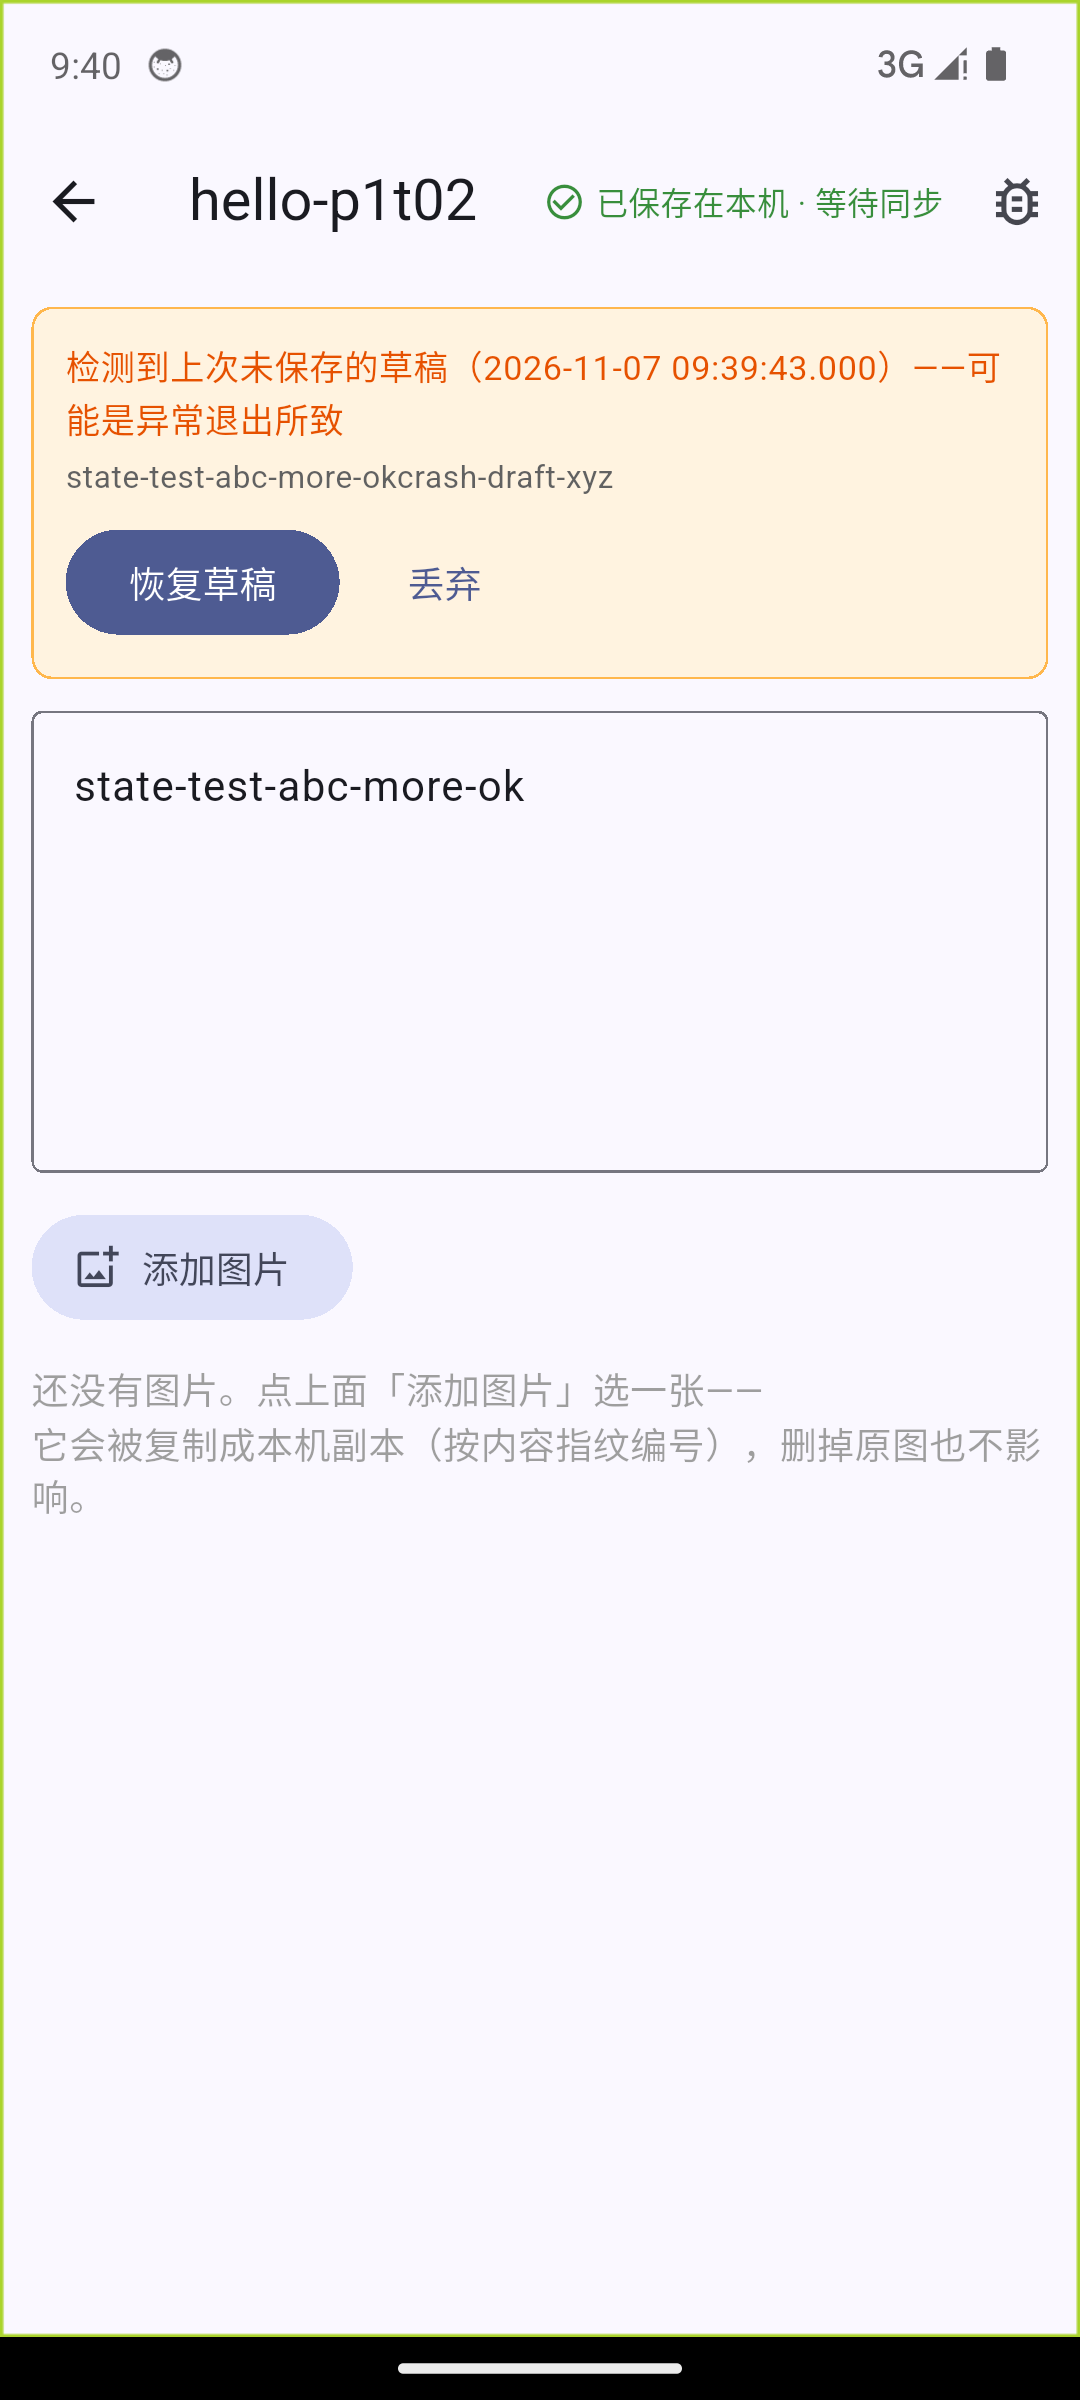 9:40
3G
hello-p1t02
已保存在本机 · 等待同步
检测到上次未保存的草稿（2026-11-07 09:39:43.000）——可
能是异常退出所致
state-test-abc-more-okcrash-draft-xyz
恢复草稿
丢弃
state-test-abc-more-ok
添加图片
还没有图片。点上面「添加图片」选一张——
它会被复制成本机副本（按内容指纹编号），删掉原图也不影
响。